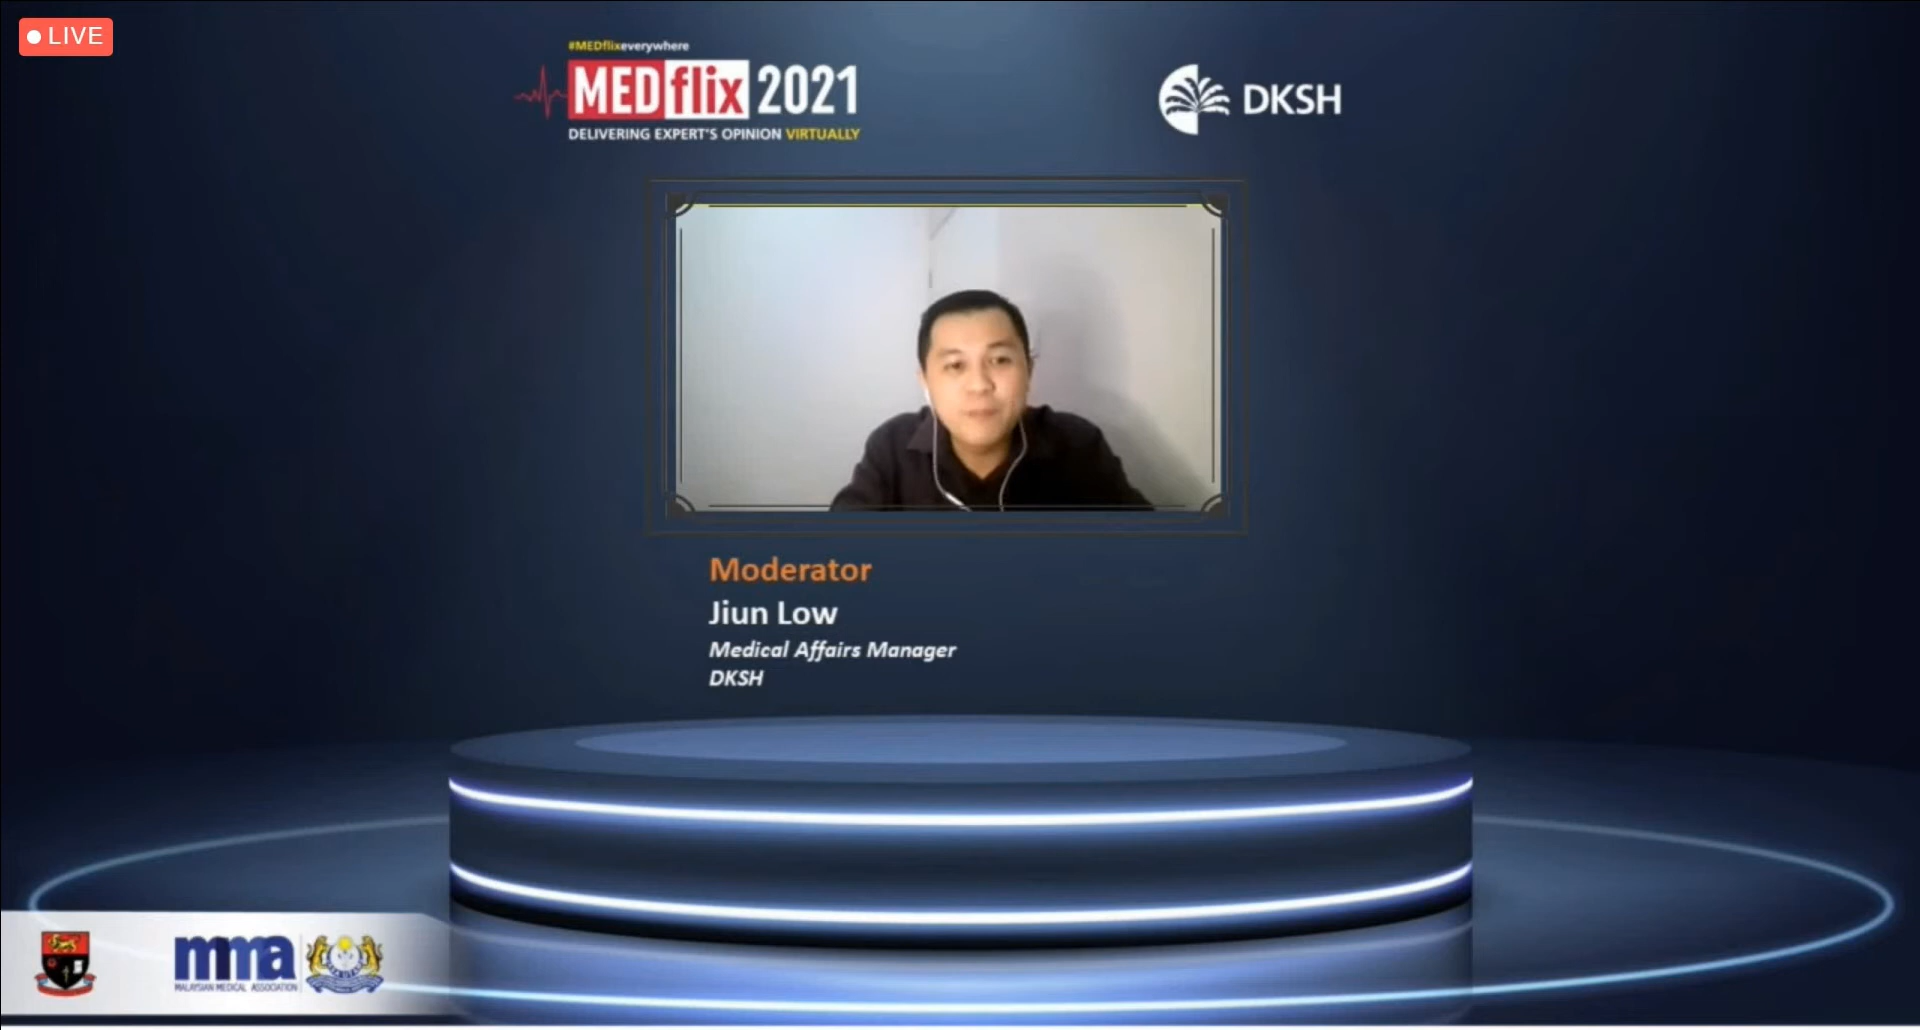 LIVE
#MEDflixeverywhere
MEDflix 2021
DELIVERING EXPERT'S OPINION VIRTUALLY
DKSH
Moderator
Jiun Low
Medical Affairs Manager
DKSH
mma
MALAYSIAN MEDICAL ASSOCIATION